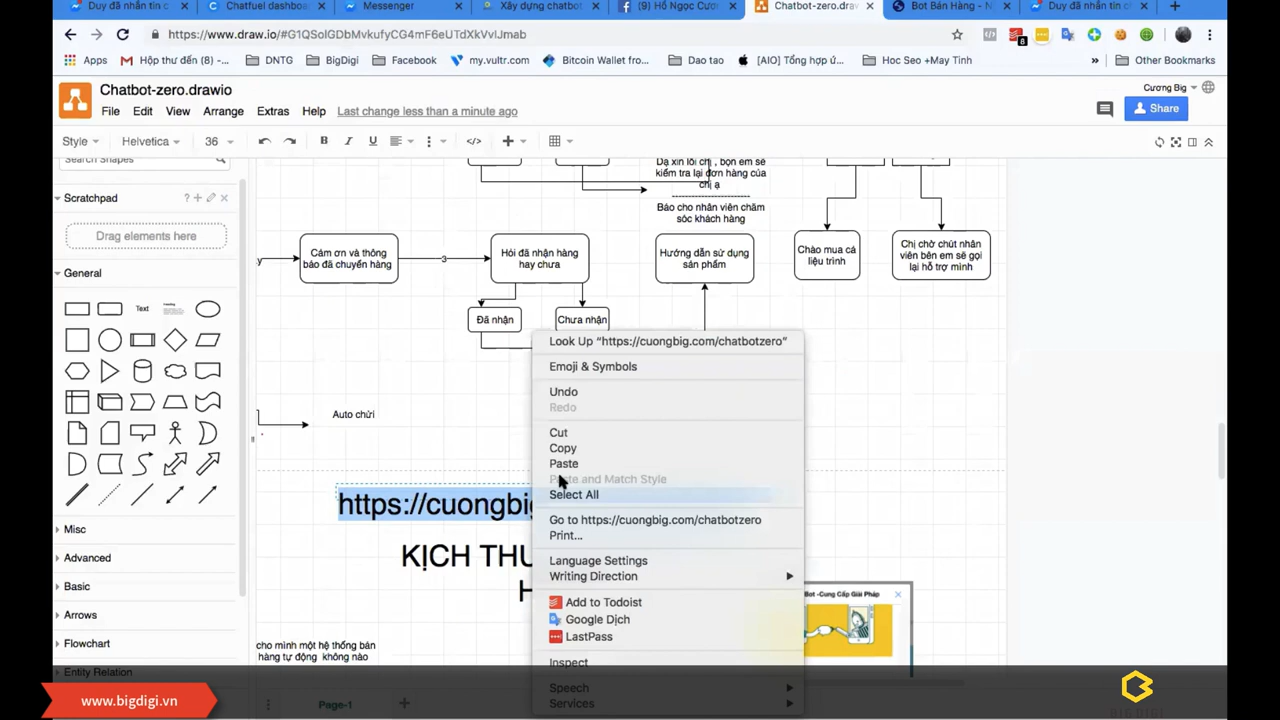 Duy đã nhắn tin c
Chatfuel dashboa
Messenger
Xây dựng chatbot
(9) Hồ Ngọc Cươn
Chatbot-zero.draw
Bot Bán Hàng - N
Duy đã nhắn tin c
https://www.draw.io/#G1QSoIGDbMvkufyCG4mF6eUTdXkVvlJmab
8
Apps
Hộp thư đến (8) -...
DNTG
BigDigi
Facebook
my.vultr.com
Bitcoin Wallet from...
Dao tao
[AIO] Tổng hợp ứ...
Hoc Seo +May Tinh
»
Other Bookmarks
Chatbot-zero.drawio
Cương Big
File Edit View Arrange Extras Help Last change less than a minute ago
Share
Style Helvetica 36 B I U
Search Shapes
Scratchpad
Drag elements here
General
Text
Heading
Misc
Advanced
Basic
Arrows
Flowchart
Entity Relation
Dạ xin lỗi chị , bọn em sẽ
kiểm tra lại đơn hàng của
chị ạ
------------------------
Báo cho nhân viên chăm
sóc khách hàng
y
Cảm ơn và thông
báo đã chuyển hàng
3
Hỏi đã nhận hàng
hay chưa
Hướng dẫn sử dụng
sản phẩm
Chào mua cả
liệu trình
Chị chờ chút nhân
viên bên em sẽ gọi
lại hỗ trợ mình
Đã nhận
Chưa nhận
Auto chửi
https://cuongbig
KỊCH THU
H
cho mình một hệ thống bán
hàng tự động không nào
Look Up “https://cuongbig.com/chatbotzero”
Emoji & Symbols
Undo
Redo
Cut
Copy
Paste
Paste and Match Style
Select All
Go to https://cuongbig.com/chatbotzero
Print...
Language Settings
Writing Direction
Add to Todoist
Google Dịch
LastPass
Inspect
Speech
Services
Bot -Cung Cấp Giải Pháp
Page-1
www.bigdigi.vn
BIG DIGI